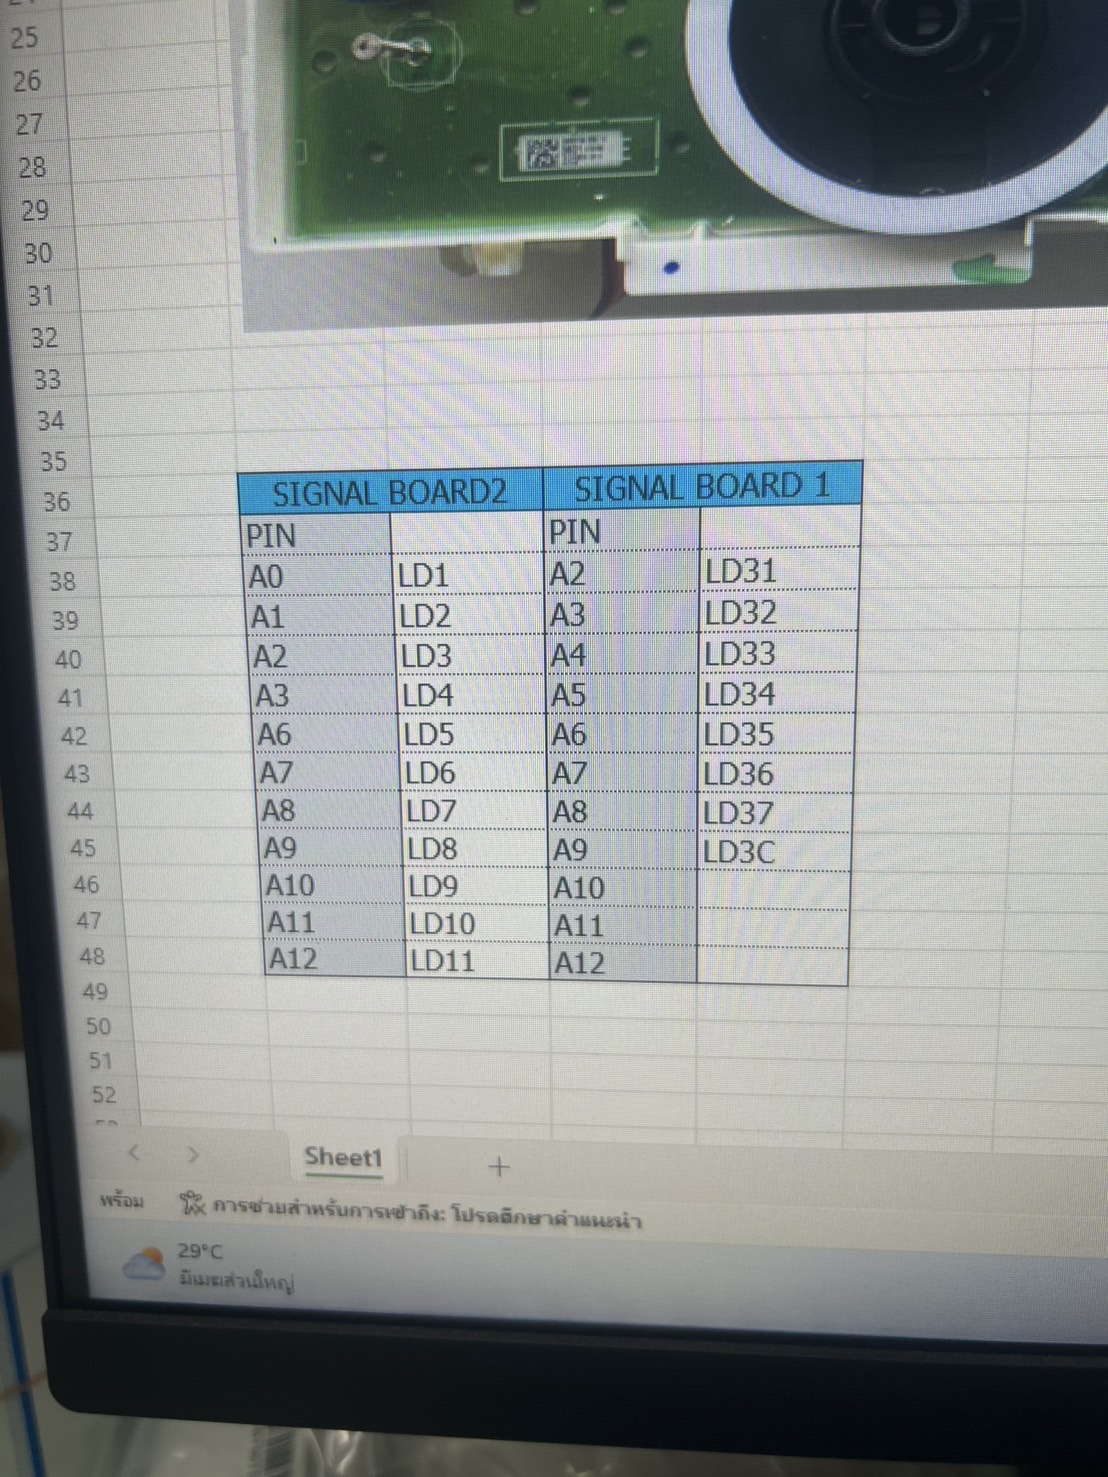 25
26
27
28
29
30
31
32
33
34
35
36 SIGNAL BOARD2 SIGNAL BOARD 1
37 PIN PIN
38 A0 LD1 A2 LD31
39 A1 LD2 A3 LD32
40 A2 LD3 A4 LD33
41 A3 LD4 A5 LD34
42 A6 LD5 A6 LD35
43 A7 LD6 A7 LD36
44 A8 LD7 A8 LD37
45 A9 LD8 A9 LD3C
46 A10 LD9 A10
47 A11 LD10 A11
48 A12 LD11 A12
49
50
51
52
Sheet1
พร้อม การช่วยสำหรับการเข้าถึง: โปรดศึกษาคำแนะนำ
29°C
มีเมฆส่วนใหญ่